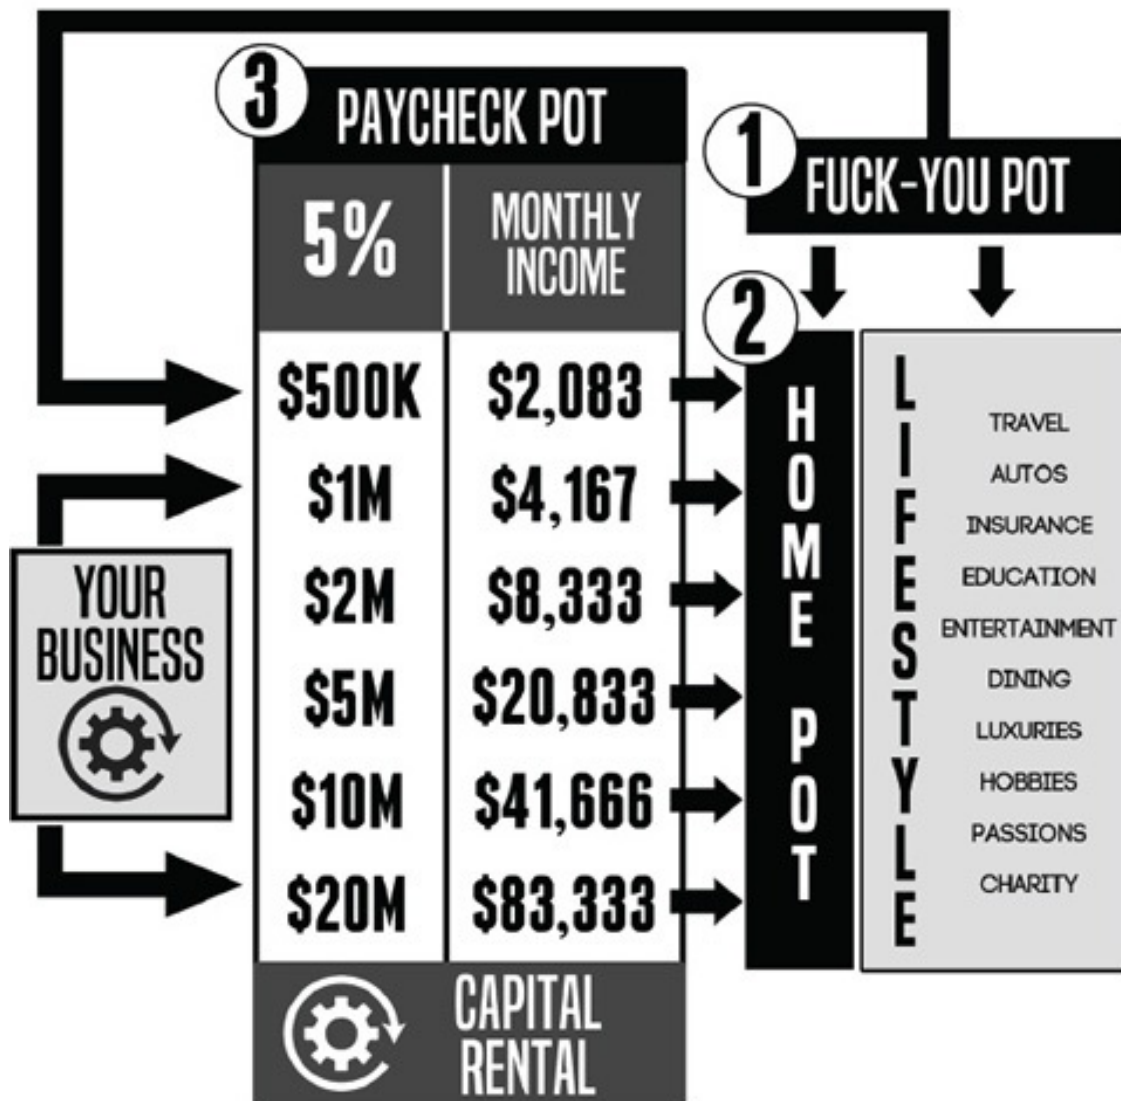 3
PAYCHECK POT
5%
MONTHLY
INCOME
$500K $2,083
$1M $4,167
$2M $8,333
$5M $20,833
$10M $41,666
$20M $83,333
CAPITAL
RENTAL
YOUR
BUSINESS
1
FUCK-YOU POT
2
HOME POT
LIFESTYLE
TRAVEL
AUTOS
INSURANCE
EDUCATION
ENTERTAINMENT
DINING
LUXURIES
HOBBIES
PASSIONS
CHARITY